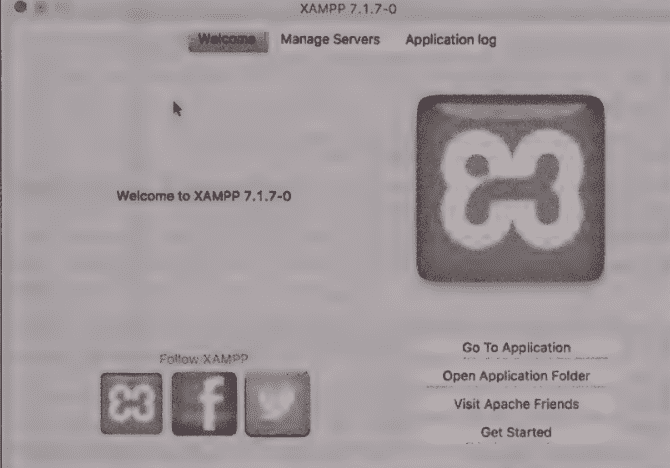 XAMPP 7.1.7-0
Welcome
Manage Servers
Application log
Welcome to XAMPP 7.1.7-0
Follow XAMPP
Go To Application
Open Application Folder
Visit Apache Friends
Get Started